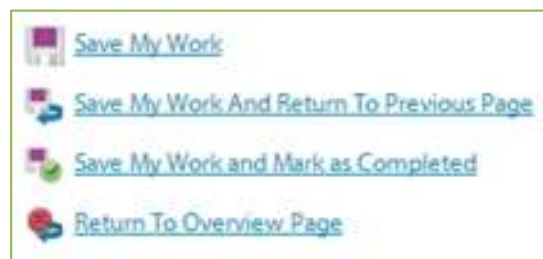 Save My Work
Save My Work And Return To Previous Page
Save My Work and Mark as Completed
Return To Overview Page